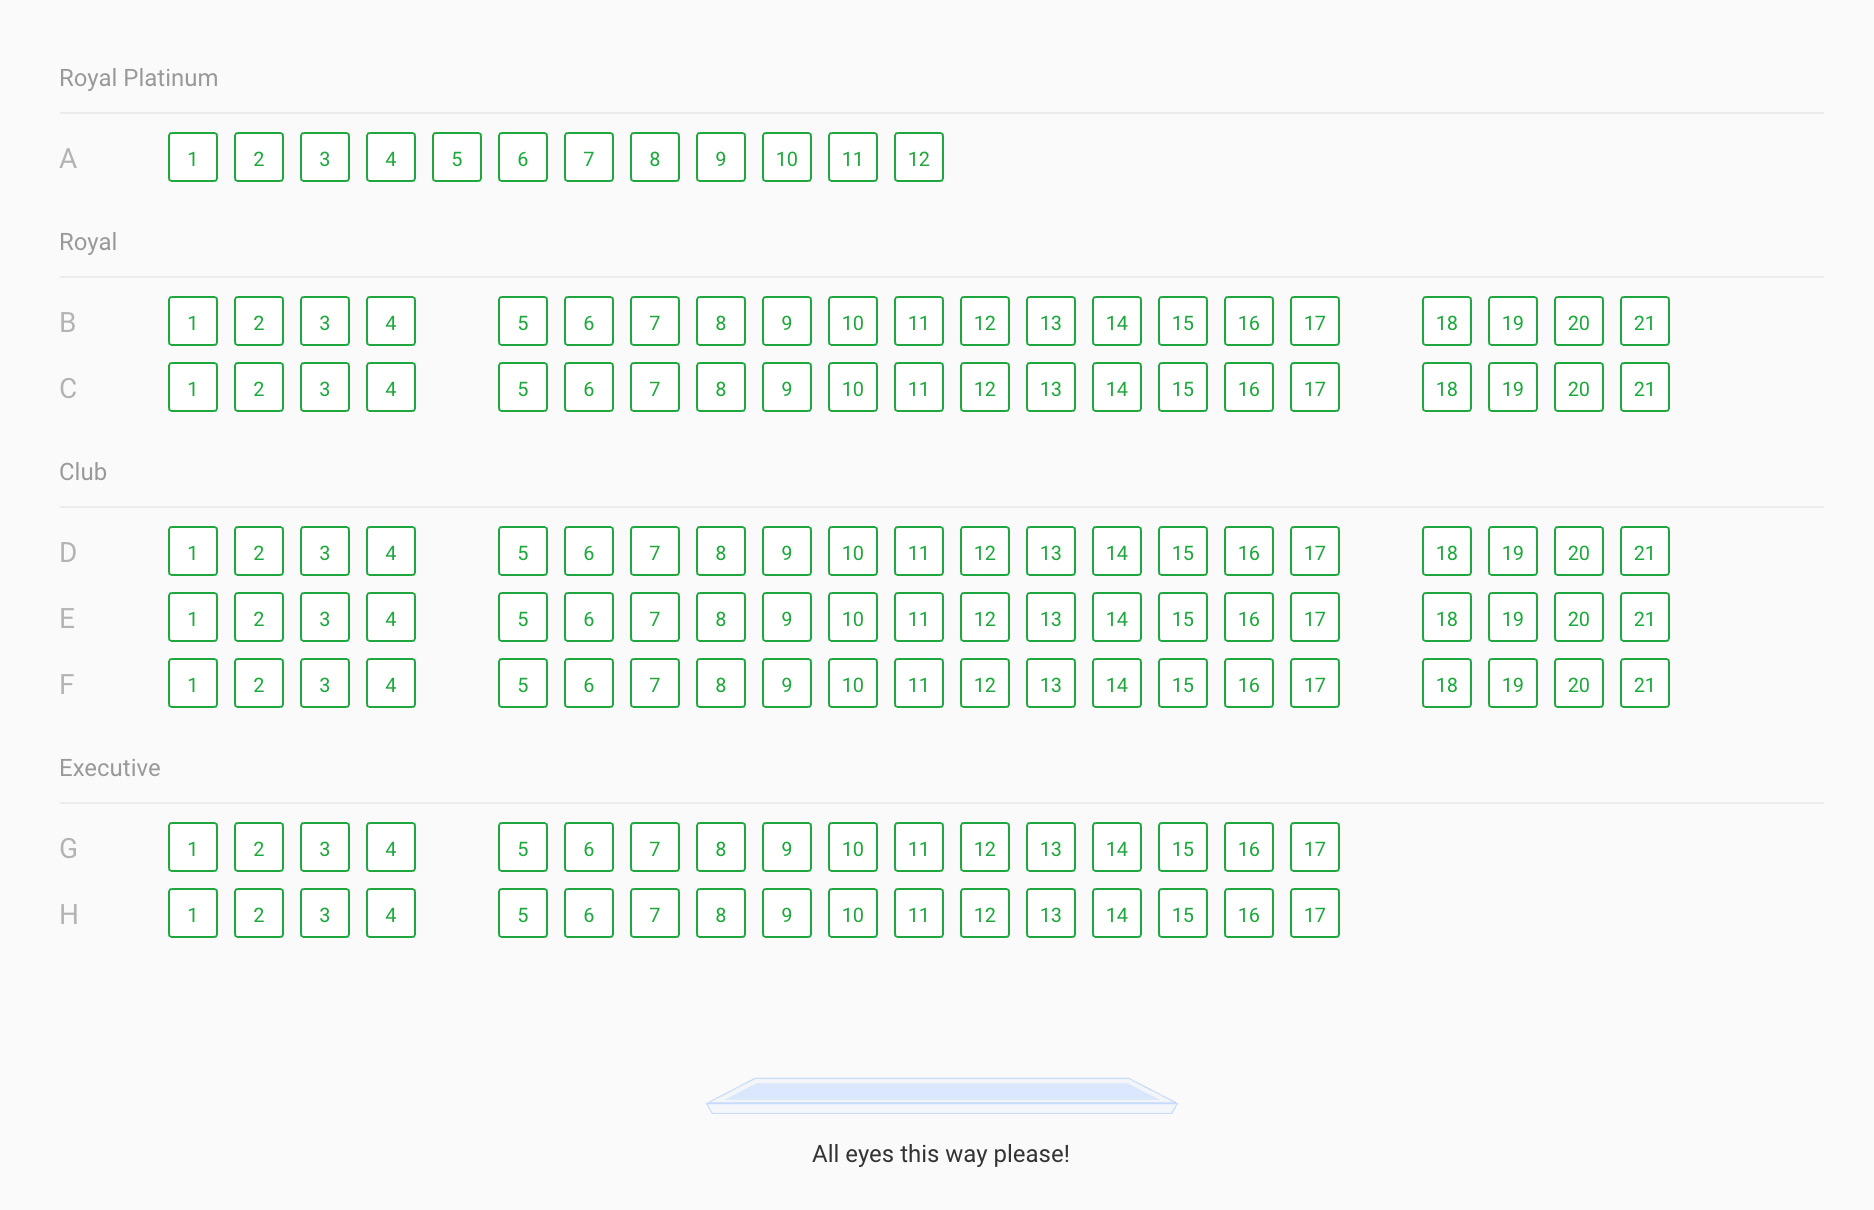 Royal Platinum
A 1 2 3 4 5 6 7 8 9 10 11 12
Royal
B 1 2 3 4 5 6 7 8 9 10 11 12 13 14 15 16 17 18 19 20 21
C 1 2 3 4 5 6 7 8 9 10 11 12 13 14 15 16 17 18 19 20 21
Club
D 1 2 3 4 5 6 7 8 9 10 11 12 13 14 15 16 17 18 19 20 21
E 1 2 3 4 5 6 7 8 9 10 11 12 13 14 15 16 17 18 19 20 21
F 1 2 3 4 5 6 7 8 9 10 11 12 13 14 15 16 17 18 19 20 21
Executive
G 1 2 3 4 5 6 7 8 9 10 11 12 13 14 15 16 17
H 1 2 3 4 5 6 7 8 9 10 11 12 13 14 15 16 17
All eyes this way please!